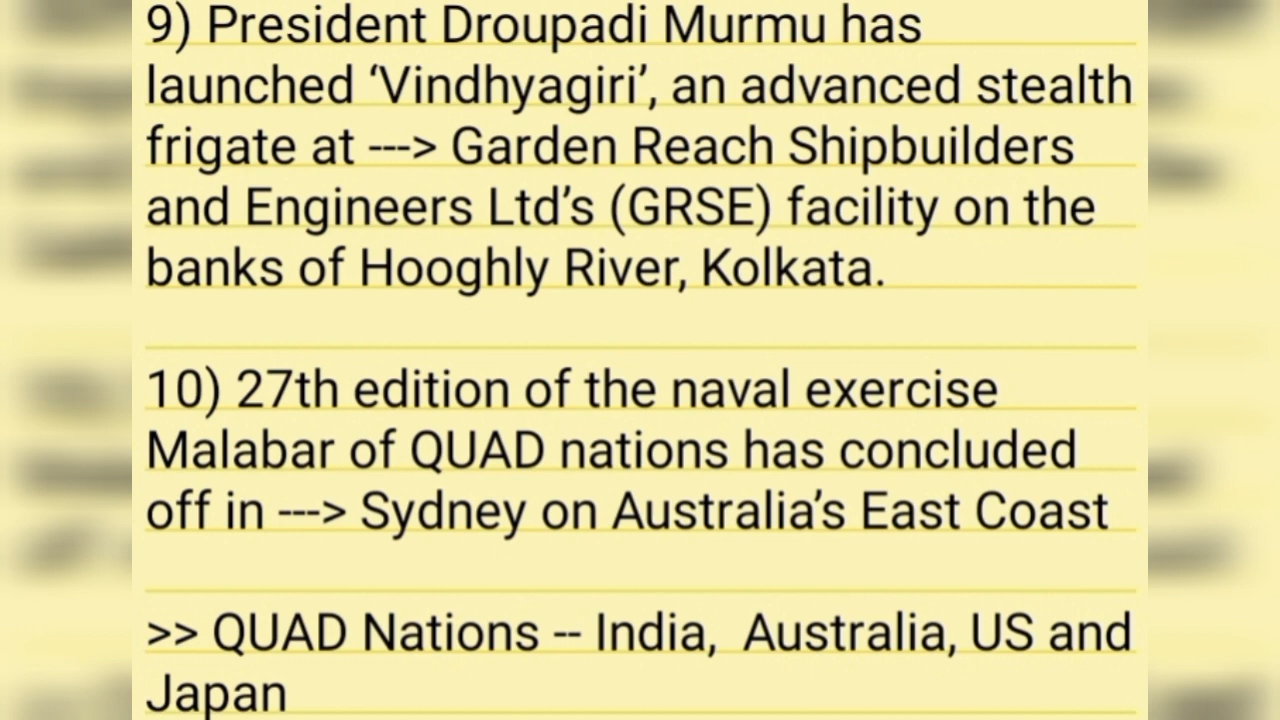 9) President Droupadi Murmu has
launched ‘Vindhyagiri’, an advanced stealth
frigate at ---> Garden Reach Shipbuilders
and Engineers Ltd’s (GRSE) facility on the
banks of Hooghly River, Kolkata.
10) 27th edition of the naval exercise
Malabar of QUAD nations has concluded
off in ---> Sydney on Australia’s East Coast
>> QUAD Nations -- India,  Australia, US and
Japan